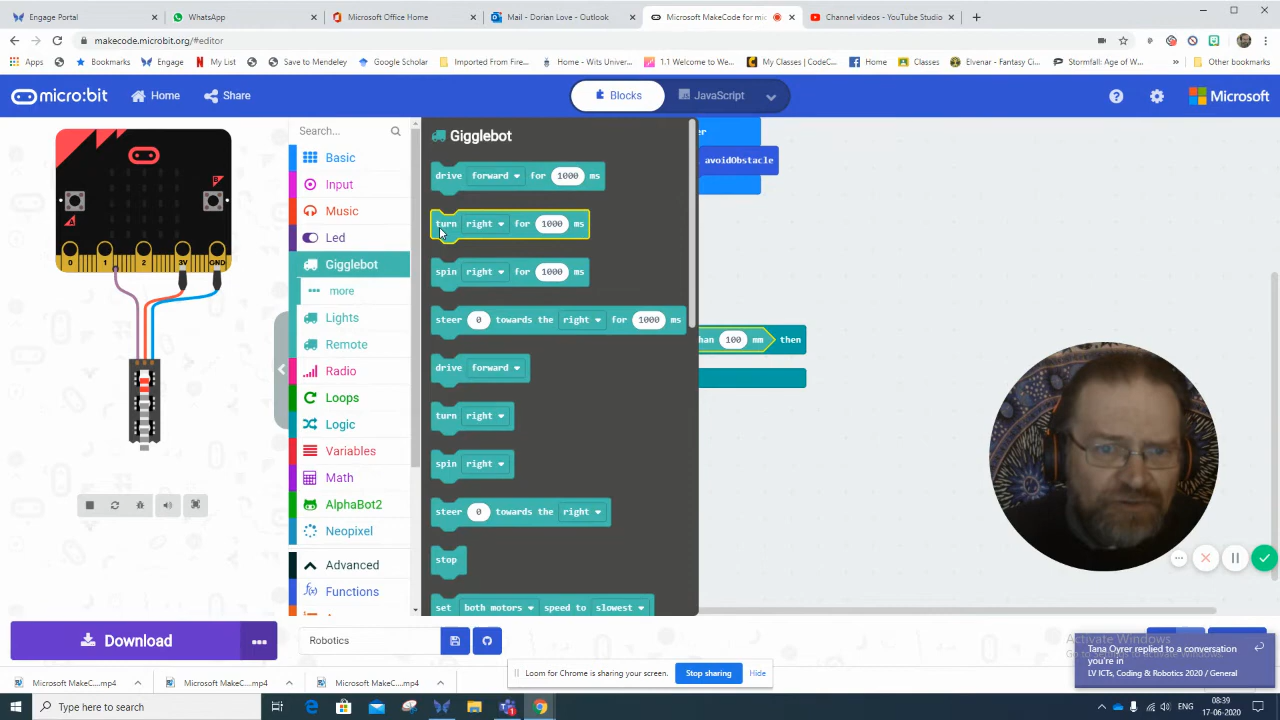 Engage Portal
WhatsApp
Microsoft Office Home
Mail - Dorian Love - Outlook
Microsoft MakeCode for mic
Channel videos - YouTube Studio
makecode.microbit.org/#editor
Apps
Bookmarks
Engage
My List
Save to Mendeley
Google Scholar
Imported From Fire...
Home - Wits Univer...
1.1 Welcome to We...
My Classes | CodeC...
Home
Classes
Elvenar - Fantasy Ci...
Stormfall: Age of W...
Other bookmarks
micro:bit
Home
Share
Blocks
JavaScript
Microsoft
Search...
Basic
Input
Music
Led
Gigglebot
more
Lights
Remote
Radio
Loops
Logic
Variables
Math
AlphaBot2
Neopixel
Advanced
Functions
Gigglebot
drive forward for 1000 ms
turn right for 1000 ms
spin right for 1000 ms
steer 0 towards the right for 1000 ms
drive forward
turn right
spin right
steer 0 towards the right
stop
set both motors speed to slowest
er
avoidObstacle
han 100 mm then
A
B
0 1 2 3V GND
Download
Robotics
Activate Windows
Tana Oyrer replied to a conversation
you're in
LV ICTs, Coding & Robotics 2020 / General
Loom for Chrome is sharing your screen.
Stop sharing
Hide
Microsoft MakeC....mp4
Microsoft MakeC....mp4
Microsoft MakeC....mp4
Type here to search
ENG
08:39
17-06-2020